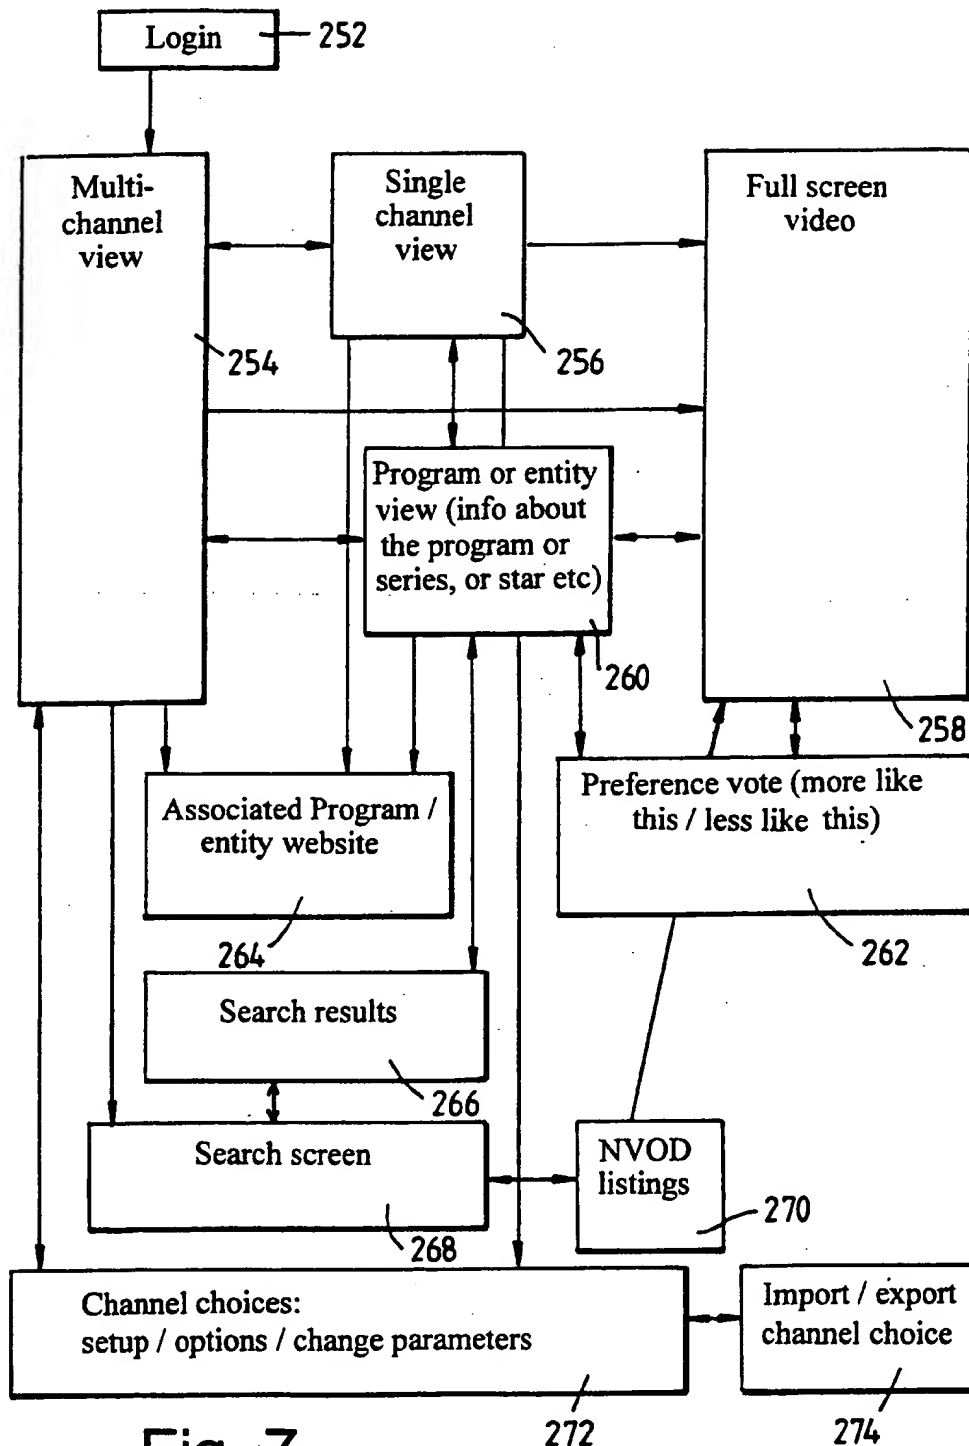 Login
252
Multi-
channel
view
254
Single
channel
view
256
Full screen
video
258
Program or entity
view (info about
the program or
series, or star etc)
260
Preference vote (more like
this / less like this)
262
Associated Program /
entity website
264
Search results
266
Search screen
268
NVOD
listings
270
Channel choices:
setup / options / change parameters
272
Import / export
channel choice
274
Fig. 7